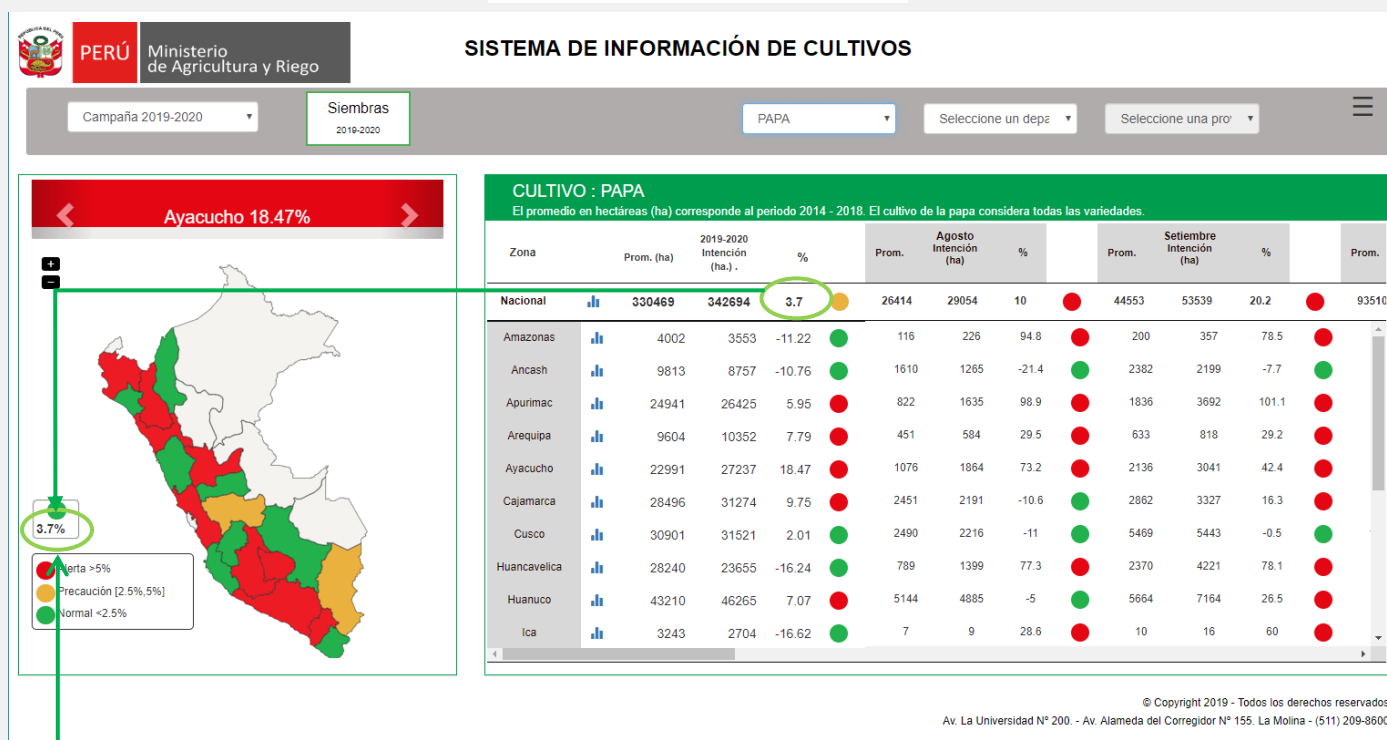 REPÚBLICA DEL PERÚ
PERÚ
Ministerio
de Agricultura y Riego
SISTEMA DE INFORMACIÓN DE CULTIVOS
Campaña 2019-2020
Siembras
2019-2020
PAPA
Seleccione un depa
Seleccione una pro
Ayacucho 18.47%
+
-
3.7%
Alerta >5%
Precaución [2.5%,5%]
Normal <2.5%
CULTIVO : PAPA
El promedio en hectáreas (ha) corresponde al periodo 2014 - 2018. El cultivo de la papa considera todas las variedades.
Zona Prom. (ha) 2019-2020 Intención (ha.) . % Agosto Prom. Intención (ha) % Setiembre Prom. Intención (ha) % Prom.
Nacional 330469 342694 3.7 26414 29054 10 44553 53539 20.2 93510
Amazonas 4002 3553 -11.22 116 226 94.8 200 357 78.5
Ancash 9813 8757 -10.76 1610 1265 -21.4 2382 2199 -7.7
Apurimac 24941 26425 5.95 822 1635 98.9 1836 3692 101.1
Arequipa 9604 10352 7.79 451 584 29.5 633 818 29.2
Ayacucho 22991 27237 18.47 1076 1864 73.2 2136 3041 42.4
Cajamarca 28496 31274 9.75 2451 2191 -10.6 2862 3327 16.3
Cusco 30901 31521 2.01 2490 2216 -11 5469 5443 -0.5
Huancavelica 28240 23655 -16.24 789 1399 77.3 2370 4221 78.1
Huanuco 43210 46265 7.07 5144 4885 -5 5664 7164 26.5
Ica 3243 2704 -16.62 7 9 28.6 10 16 60
© Copyright 2019 - Todos los derechos reservados
Av. La Universidad N° 200. - Av. Alameda del Corregidor N° 155. La Molina - (511) 209-8600